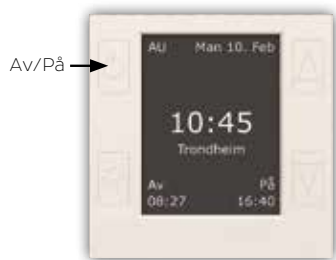 Av/På
AU Man 10. Feb
10:45
Trondheim
Av På
08:27 16:40